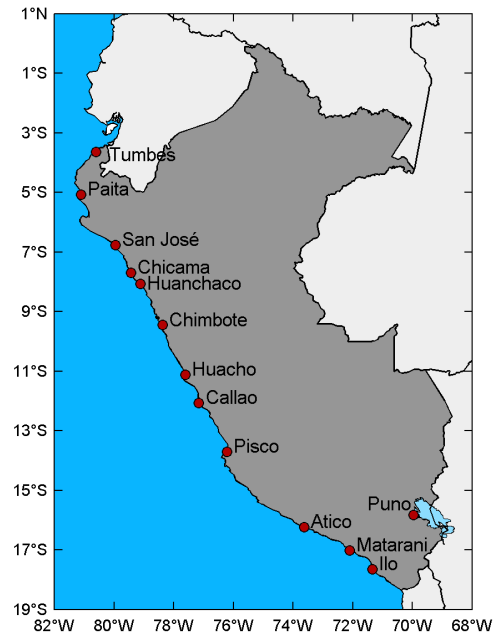 1°N
1°S
3°S
Tumbes
5°S
Paita
7°S
San José
Chicama
Huanchaco
9°S
Chimbote
11°S
Huacho
Callao
13°S
Pisco
15°S
Puno
Atico
17°S
Matarani
Ilo
19°S
82°W 80°W 78°W 76°W 74°W 72°W 70°W 68°W